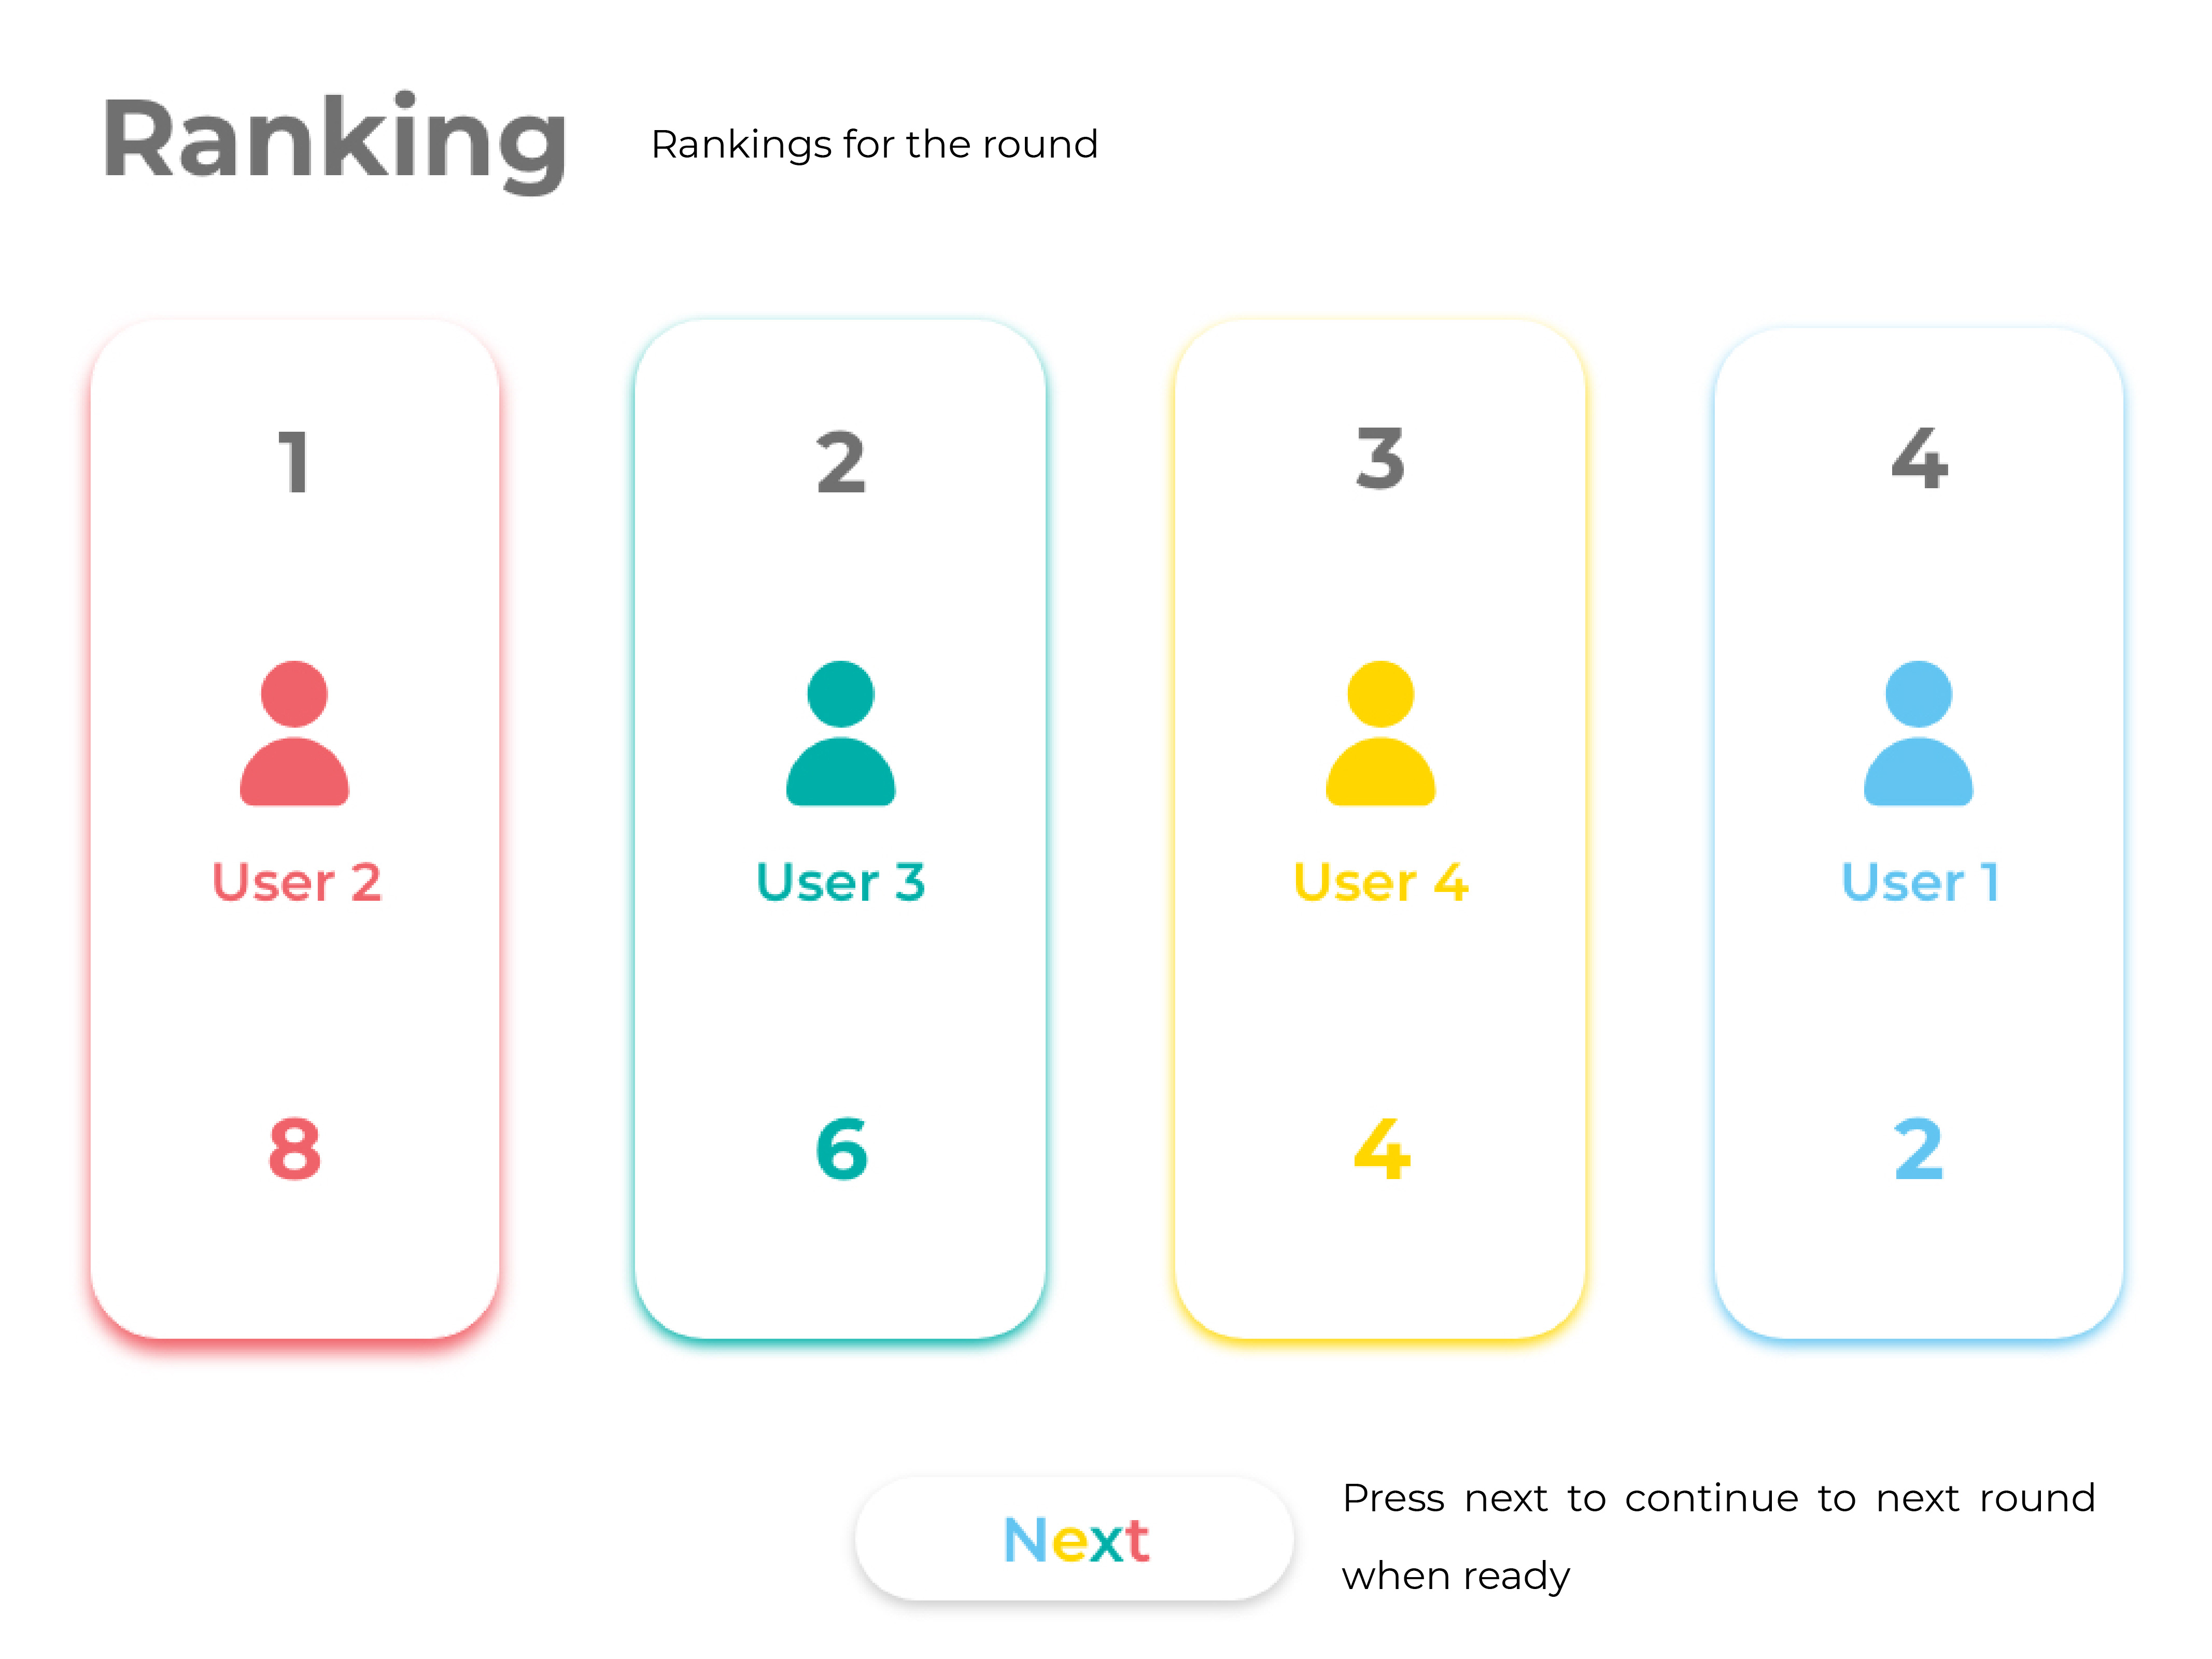 Ranking
Rankings for the round
1
2
3
4
User 2
User 3
User 4
User 1
8
6
4
2
Next
Press next to continue to next round
when ready